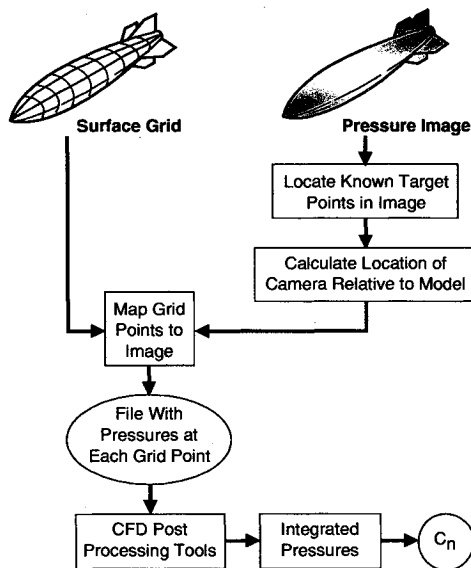 Surface Grid
Pressure Image
Locate Known Target
Points in Image
Calculate Location of
Camera Relative to Model
Map Grid
Points to
Image
File With
Pressures at
Each Grid Point
CFD Post
Processing Tools
Integrated
Pressures
Cn